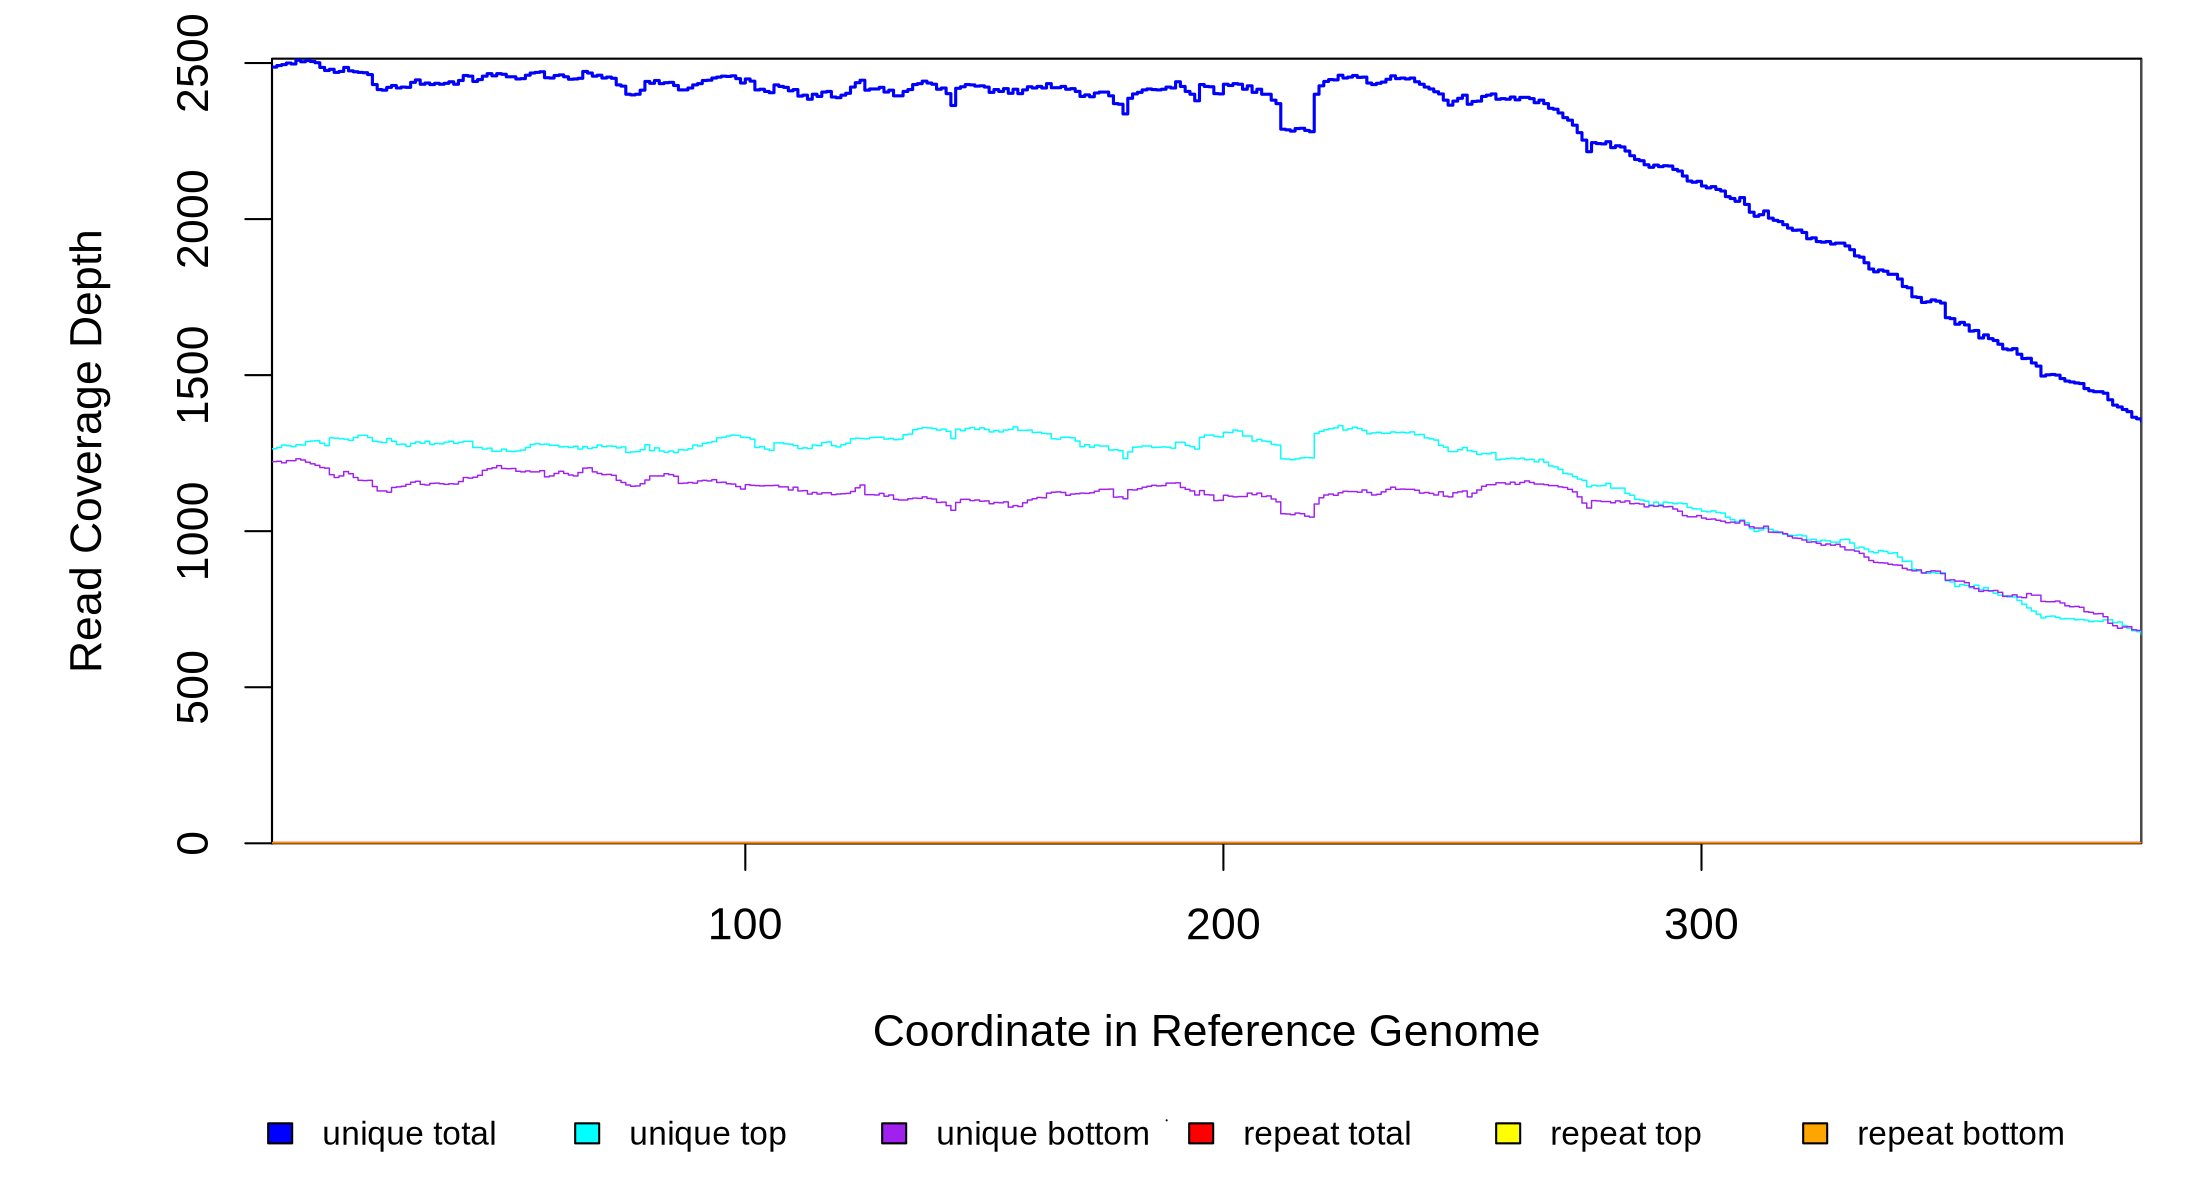 2500
2000
1500
1000
500
0
Read Coverage Depth
100 200 300
Coordinate in Reference Genome
unique total unique top unique bottom repeat total repeat top repeat bottom